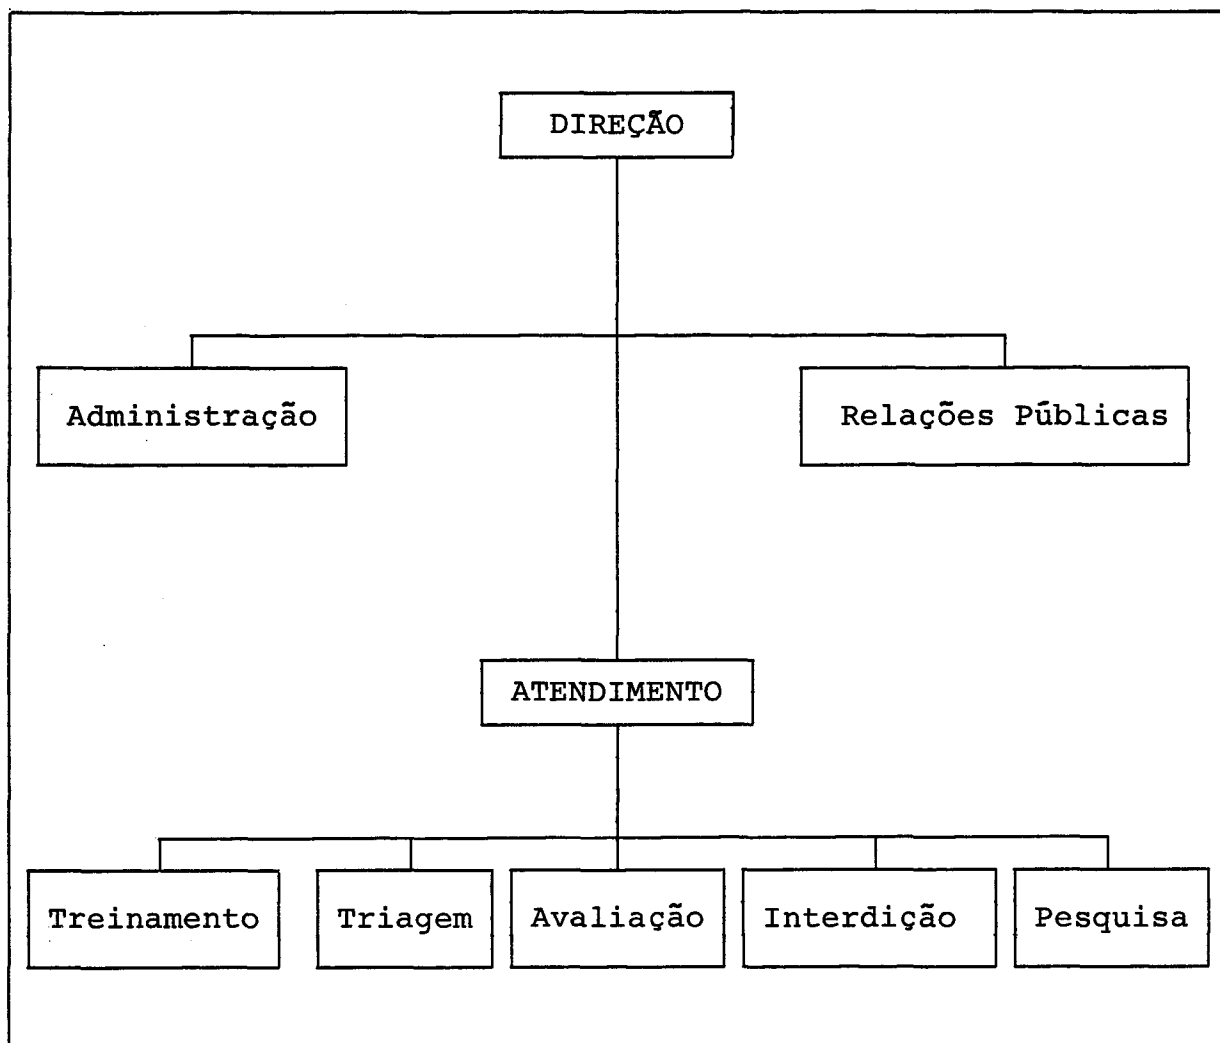 DIREÇÃO
Administração
Relações Públicas
ATENDIMENTO
Treinamento
Triagem
Avaliação
Interdição
Pesquisa